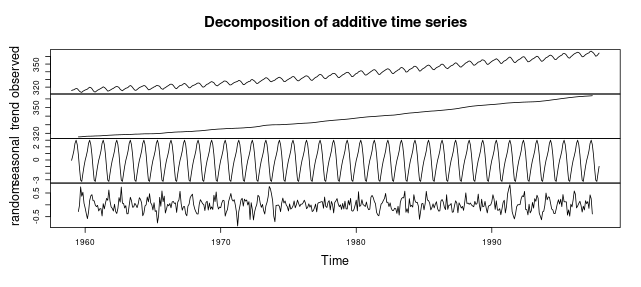 Decomposition of additive time series
observed
320 350
trend
320 350
seasonal
-3 0 2
random
-0.5 0.5
1960 1970 1980 1990
Time